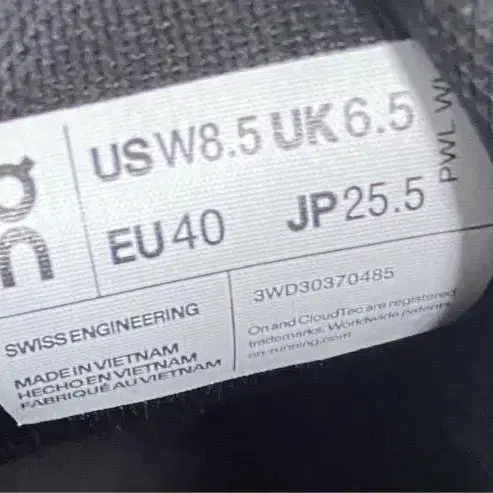 On
US W8.5 UK 6.5
EU 40 JP 25.5
PWL
SWISS ENGINEERING
MADE IN VIETNAM
HECHO EN VIETNAM
FABRIQUÉ AU VIETNAM
3WD30370485
On and CloudTec are registered
trademarks. Worldwide patents.
on-running.com